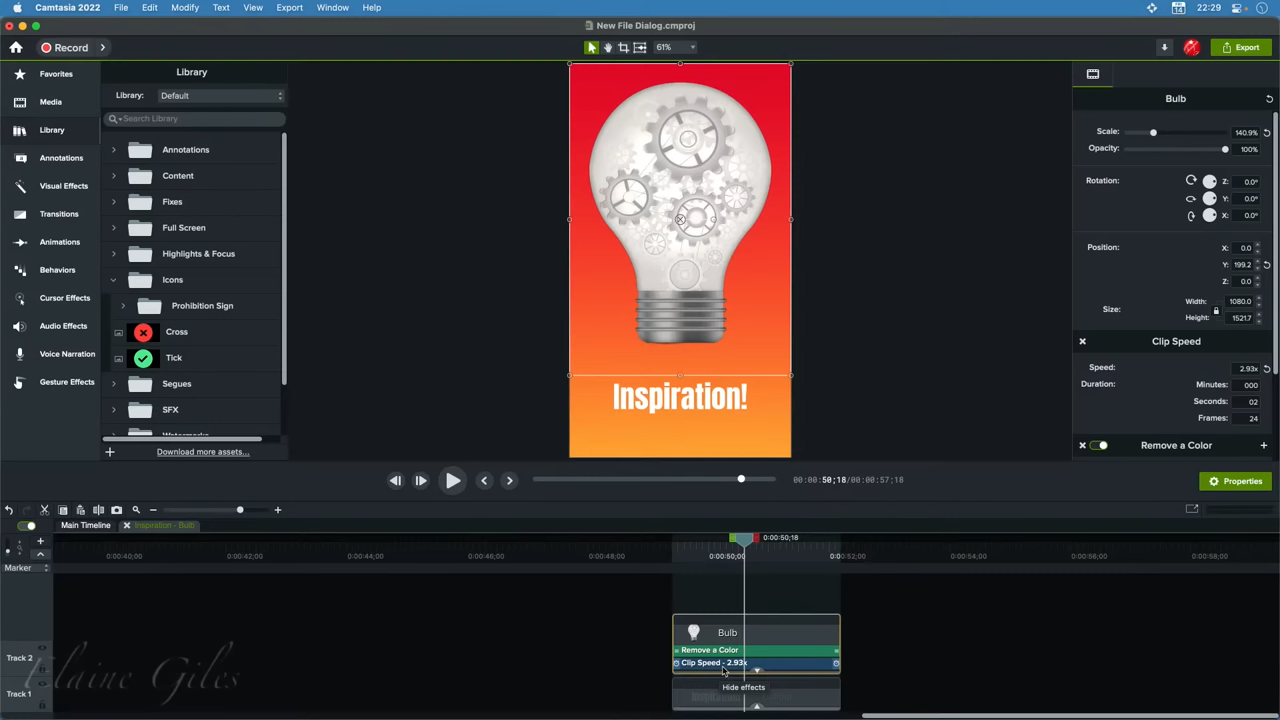 Camtasia 2022 File Edit Modify View Export Window Help 14 22:29
New File Dialog.cmproj
Record 61% Export
Favorites
Media
Library
Annotations
Visual Effects
Transitions
Animations
Behaviors
Cursor Effects
Audio Effects
Voice Narration
Gesture Effects
Library
Library: Default
Search Library
Annotations
Content
Fixes
Full Screen
Highlights & Focus
Icons
Prohibition Sign
Cross
Tick
Segues
SFX
Download more assets...
Inspiration!
Bulb
Scale: 140.9%
Opacity: 100%
Rotation: Z: 0.0°
Y: 0.0°
X: 0.0°
Position: X: 0.0
Y: 199.2
Z: 0.0
Size: Width: 1080.0
Height: 1521.7
Clip Speed
Speed: 2.93x
Duration: Minutes: 000
Seconds: 02
Frames: 24
Remove a Color
0:00:50;18/00:00:57;18
Properties
Main Timeline Inspiration - Bulb
0:00:50;18
0:00:40;00 0:00:42;00 0:00:44;00 0:00:46;00 0:00:48;00 0:00:50;00 0:00:52;00 0:00:54;00 0:00:56;00 0:00:58;00
Marker
Bulb
Remove a Color
Track 2 Clip Speed - 2.93x
Hide effects
Track 1
Elaine Giles